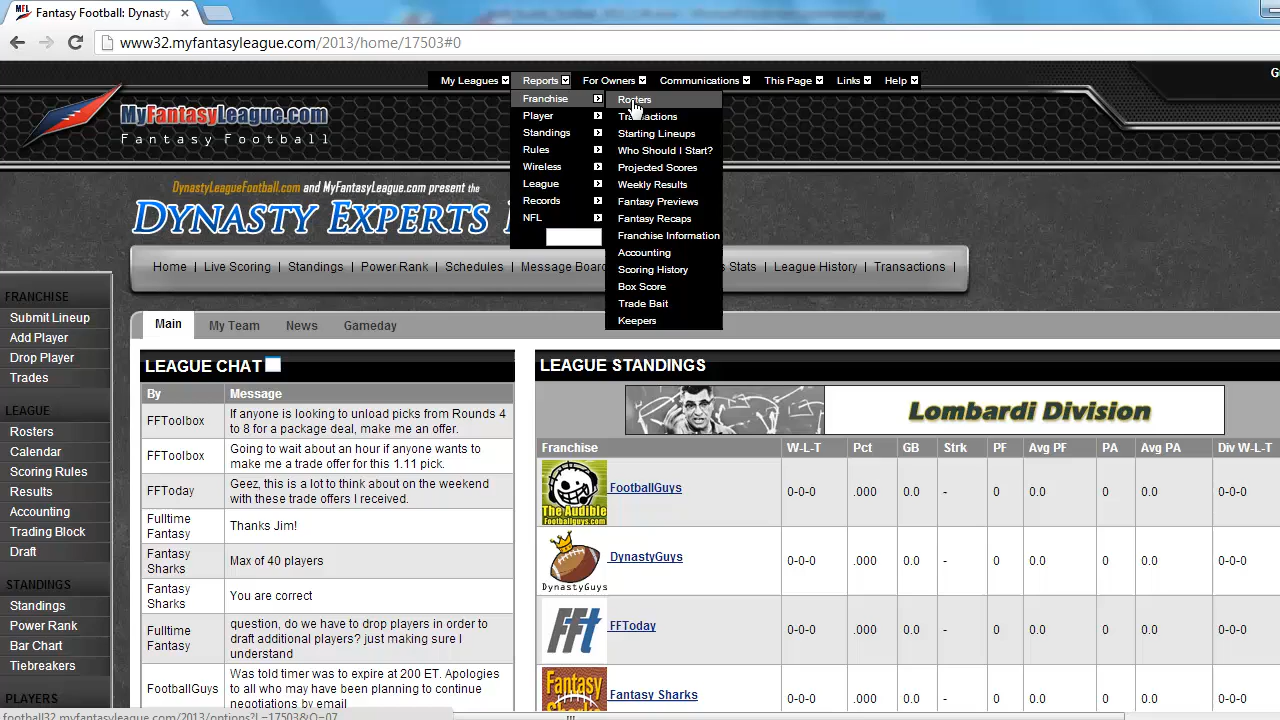 Fantasy Football: Dynasty
www32.myfantasyleague.com/2013/home/17503#0
My Leagues Reports For Owners Communications This Page Links Help
G
Franchise
Player
Standings
Rules
Wireless
League
Records
NFL
Rosters
Transactions
Starting Lineups
Who Should I Start?
Projected Scores
Weekly Results
Fantasy Previews
Fantasy Recaps
Franchise Information
Accounting
Scoring History
Box Score
Trade Bait
Keepers
MyFantasyLeague.com
Fantasy Football
DynastyLeagueFootball.com and MyFantasyLeague.com present the
DYNASTY EXPERTS
Home | Live Scoring | Standings | Power Rank | Schedules | Message Board s Stats | League History | Transactions |
Main My Team News Gameday
FRANCHISE
Submit Lineup
Add Player
Drop Player
Trades
LEAGUE
Rosters
Calendar
Scoring Rules
Results
Accounting
Trading Block
Draft
STANDINGS
Standings
Power Rank
Bar Chart
Tiebreakers
PLAYERS
LEAGUE CHAT
By Message
FFToolbox If anyone is looking to unload picks from Rounds 4
to 8 for a package deal, make me an offer.
FFToolbox Going to wait about an hour if anyone wants to
make me a trade offer for this 1.11 pick.
FFToday Geez, this is a lot to think about on the weekend
with these trade offers I received.
Fulltime
Fantasy Thanks Jim!
Fantasy
Sharks Max of 40 players
Fantasy
Sharks You are correct
Fulltime
Fantasy question, do we have to drop players in order to
draft additional players? just making sure I
understand
FootballGuys Was told timer was to expire at 200 ET. Apologies
to all who may have been planning to continue
negotiations by email
LEAGUE STANDINGS
Lombardi Division
Franchise W-L-T Pct GB Strk PF Avg PF PA Avg PA Div W-L-T
The Audible
Footballguys.com
FootballGuys 0-0-0 .000 0.0 - 0 0.0 0 0.0 0-0-0
DYNASTYGUYS
DynastyGuys 0-0-0 .000 0.0 - 0 0.0 0 0.0 0-0-0
FFt
FFToday 0-0-0 .000 0.0 - 0 0.0 0 0.0 0-0-0
Fantasy
Fantasy Sharks 0-0-0 .000 0.0 - 0 0.0 0 0.0 0-0-0
football32.myfantasyleague.com/2013/options?L=17503&O=07